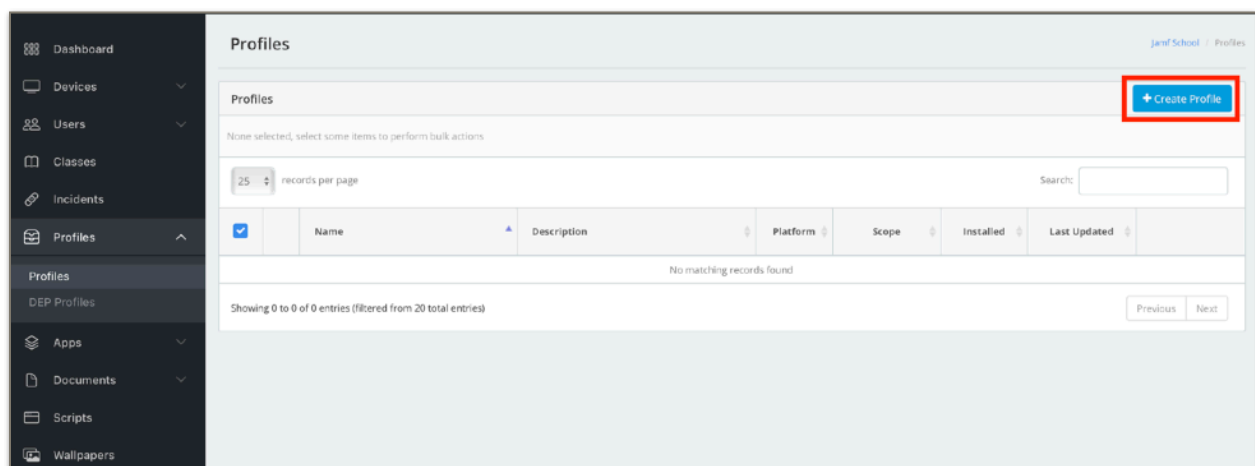 Dashboard
Devices
Users
Classes
Incidents
Profiles
Profiles
DEP Profiles
Apps
Documents
Scripts
Wallpapers
Profiles
Jamf School / Profiles
Profiles
+ Create Profile
None selected, select some items to perform bulk actions
25 records per page
Search:
Name Description Platform Scope Installed Last Updated
No matching records found
Showing 0 to 0 of 0 entries (filtered from 20 total entries)
Previous Next